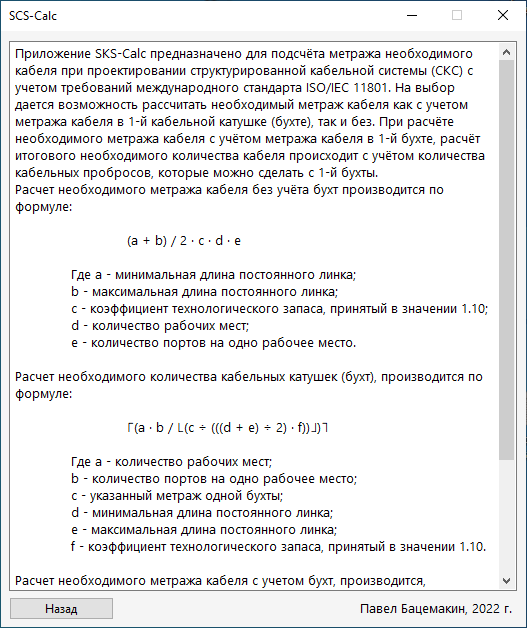 SCS-Calc
Приложение SKS-Calc предназначено для подсчёта метража необходимого
кабеля при проектировании структурированной кабельной системы (СКС) с
учетом требований международного стандарта ISO/IEC 11801. На выбор
дается возможность рассчитать необходимый метраж кабеля как с учетом
метража кабеля в 1-й кабельной катушке (бухте), так и без. При расчёте
необходимого метража кабеля с учётом метража кабеля в 1-й бухте, расчёт
итогового необходимого количества кабеля происходит с учётом количества
кабельных пробросов, которые можно сделать с 1-й бухты.
Расчет необходимого метража кабеля без учёта бухт производится по
формуле:
(a + b) / 2 · c · d · e
Где a - минимальная длина постоянного линка;
b - максимальная длина постоянного линка;
c - коэффициент технологического запаса, принятый в значении 1.10;
d - количество рабочих мест;
e - количество портов на одно рабочее место.
Расчет необходимого количества кабельных катушек (бухт), производится по
формуле:
⌈(a · b / ⌊(c ÷ (((d + e) ÷ 2) · f))⌋)⌉
Где a - количество рабочих мест;
b - количество портов на одно рабочее место;
c - указанный метраж одной бухты;
d - минимальная длина постоянного линка;
e - максимальная длина постоянного линка;
f - коэффициент технологического запаса, принятый в значении 1.10.
Расчет необходимого метража кабеля с учетом бухт, производится,
Назад
Павел Бацемакин, 2022 г.